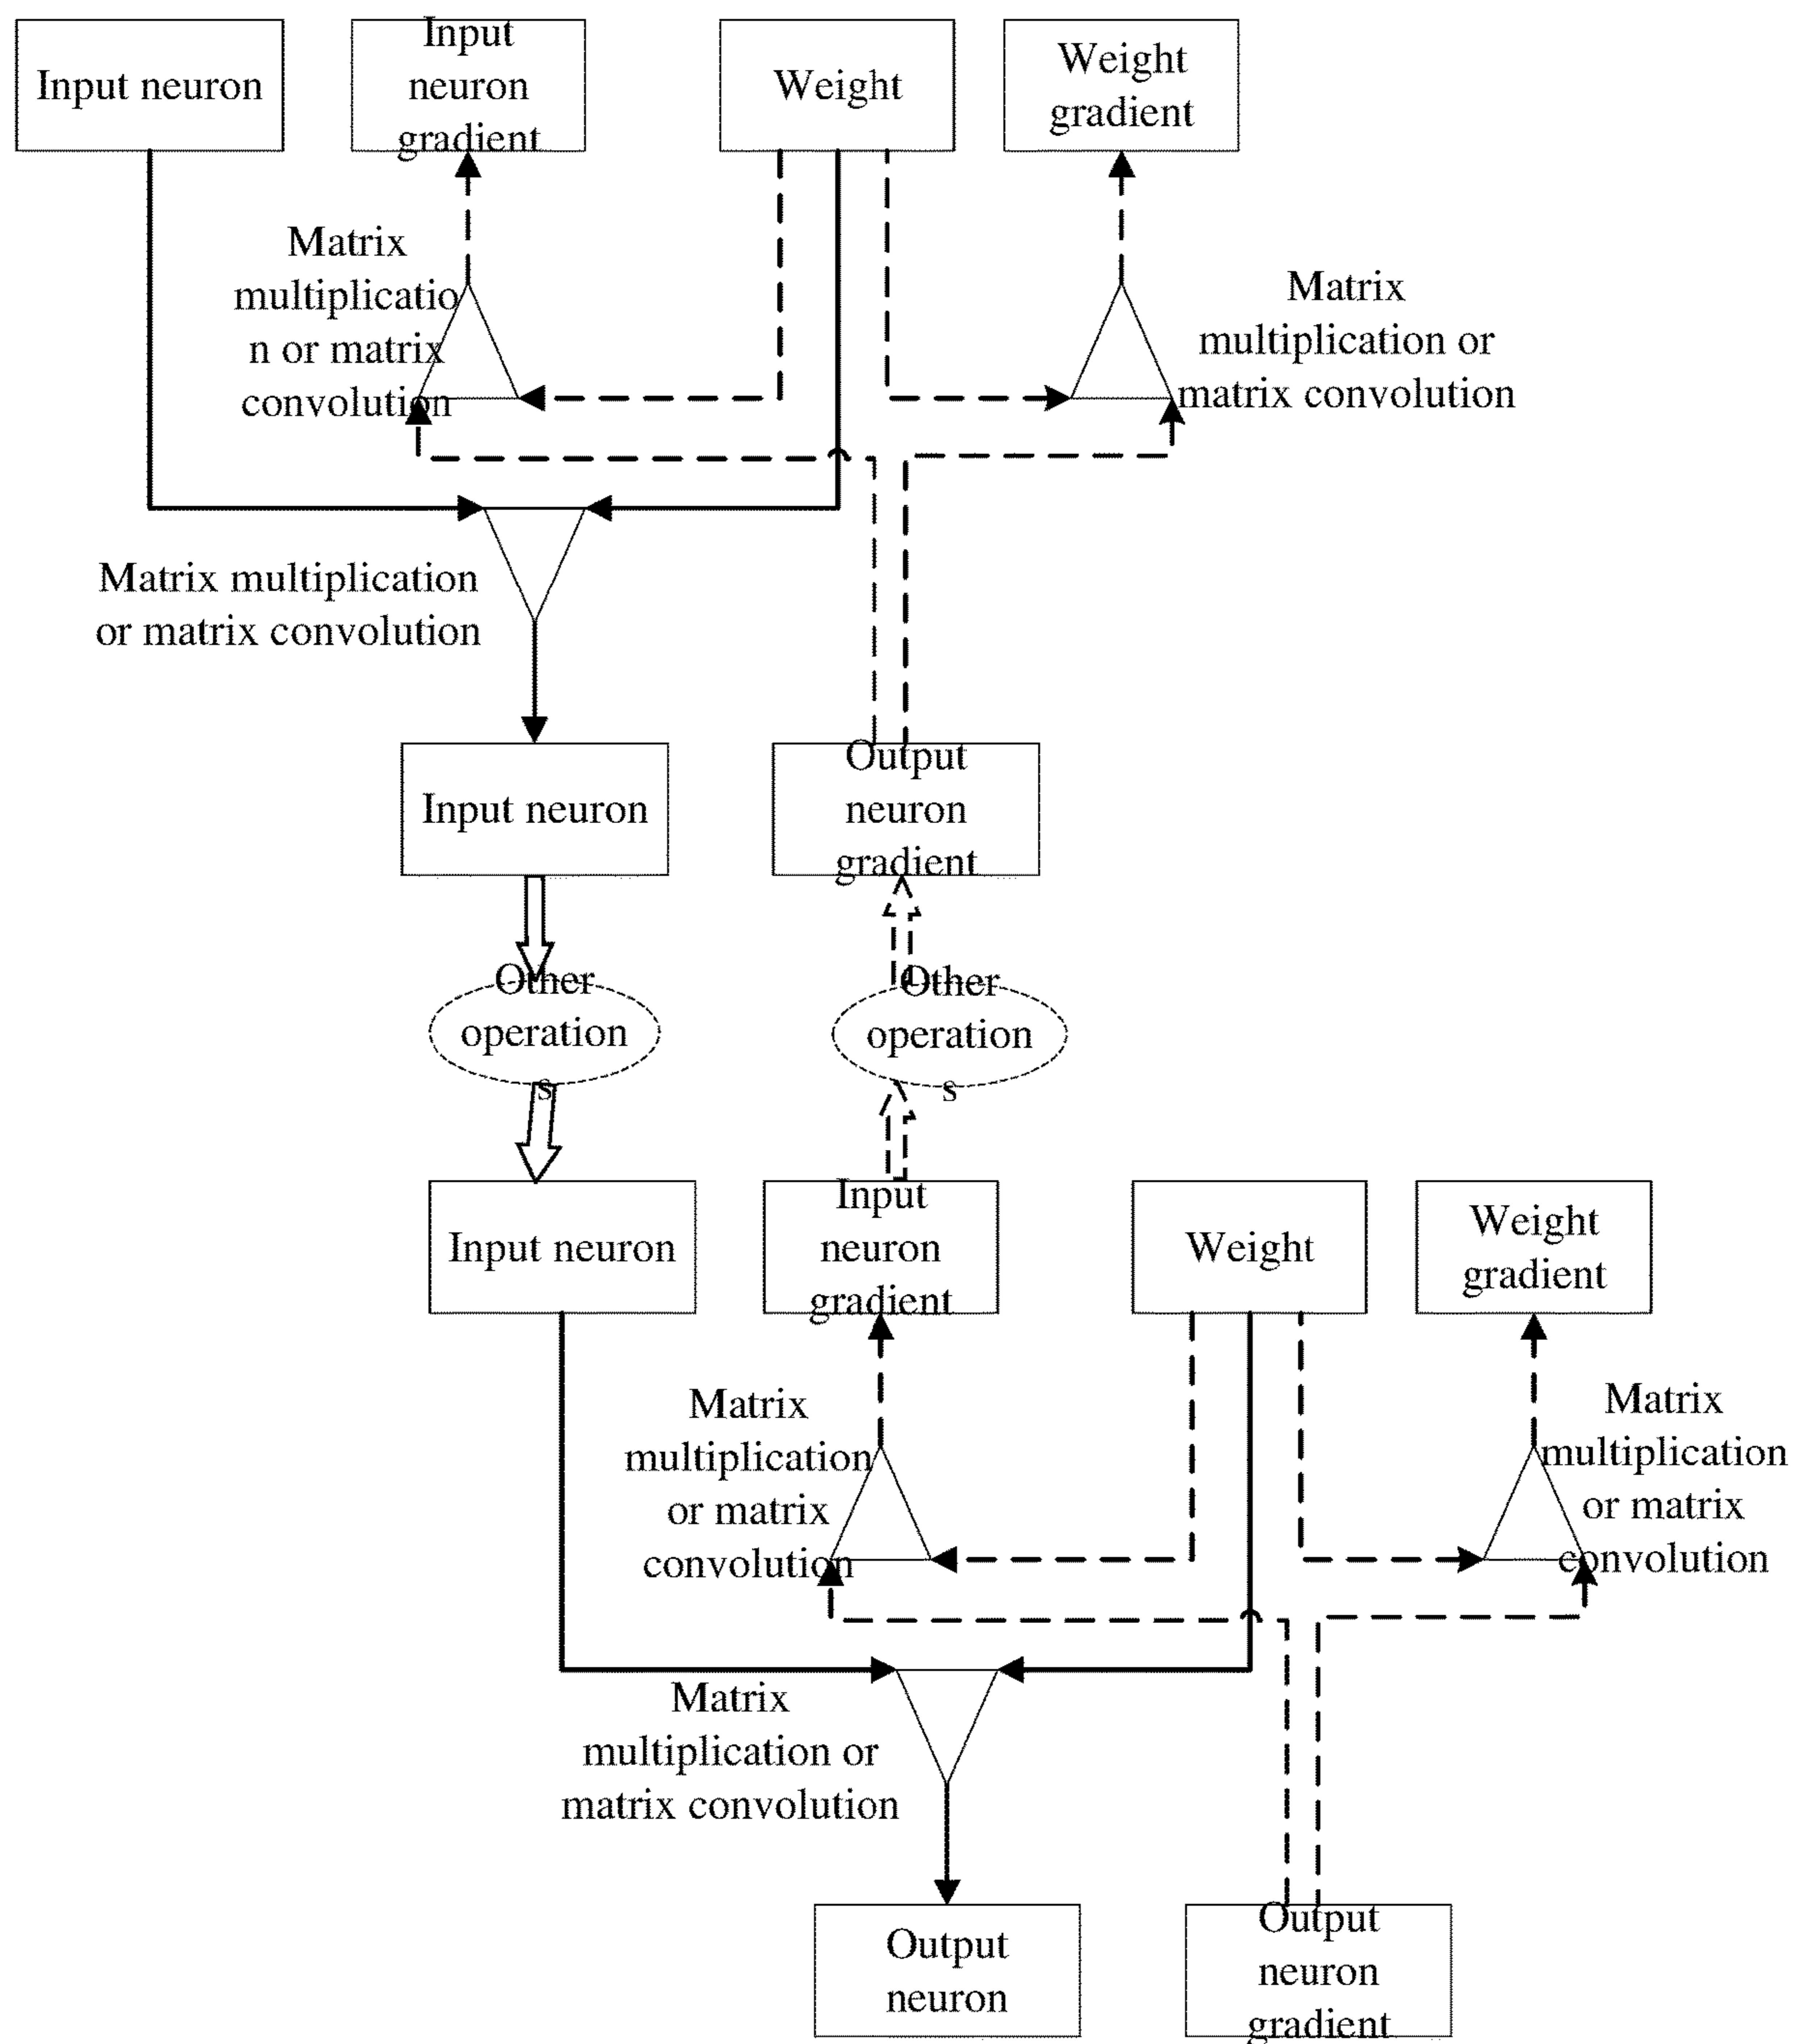 Input neuron
Input
neuron
gradient
Weight
Weight
gradient
Matrix
multiplicatio
n or matrix
convolution
Matrix
multiplication or
matrix convolution
Matrix multiplication
or matrix convolution
Input neuron
Output
neuron
gradient
Other
operation
s
Other
operation
s
Input neuron
Input
neuron
gradient
Weight
Weight
gradient
Matrix
multiplication
or matrix
convolution
Matrix
multiplication
or matrix
convolution
Matrix
multiplication or
matrix convolution
Output
neuron
Output
neuron
gradient